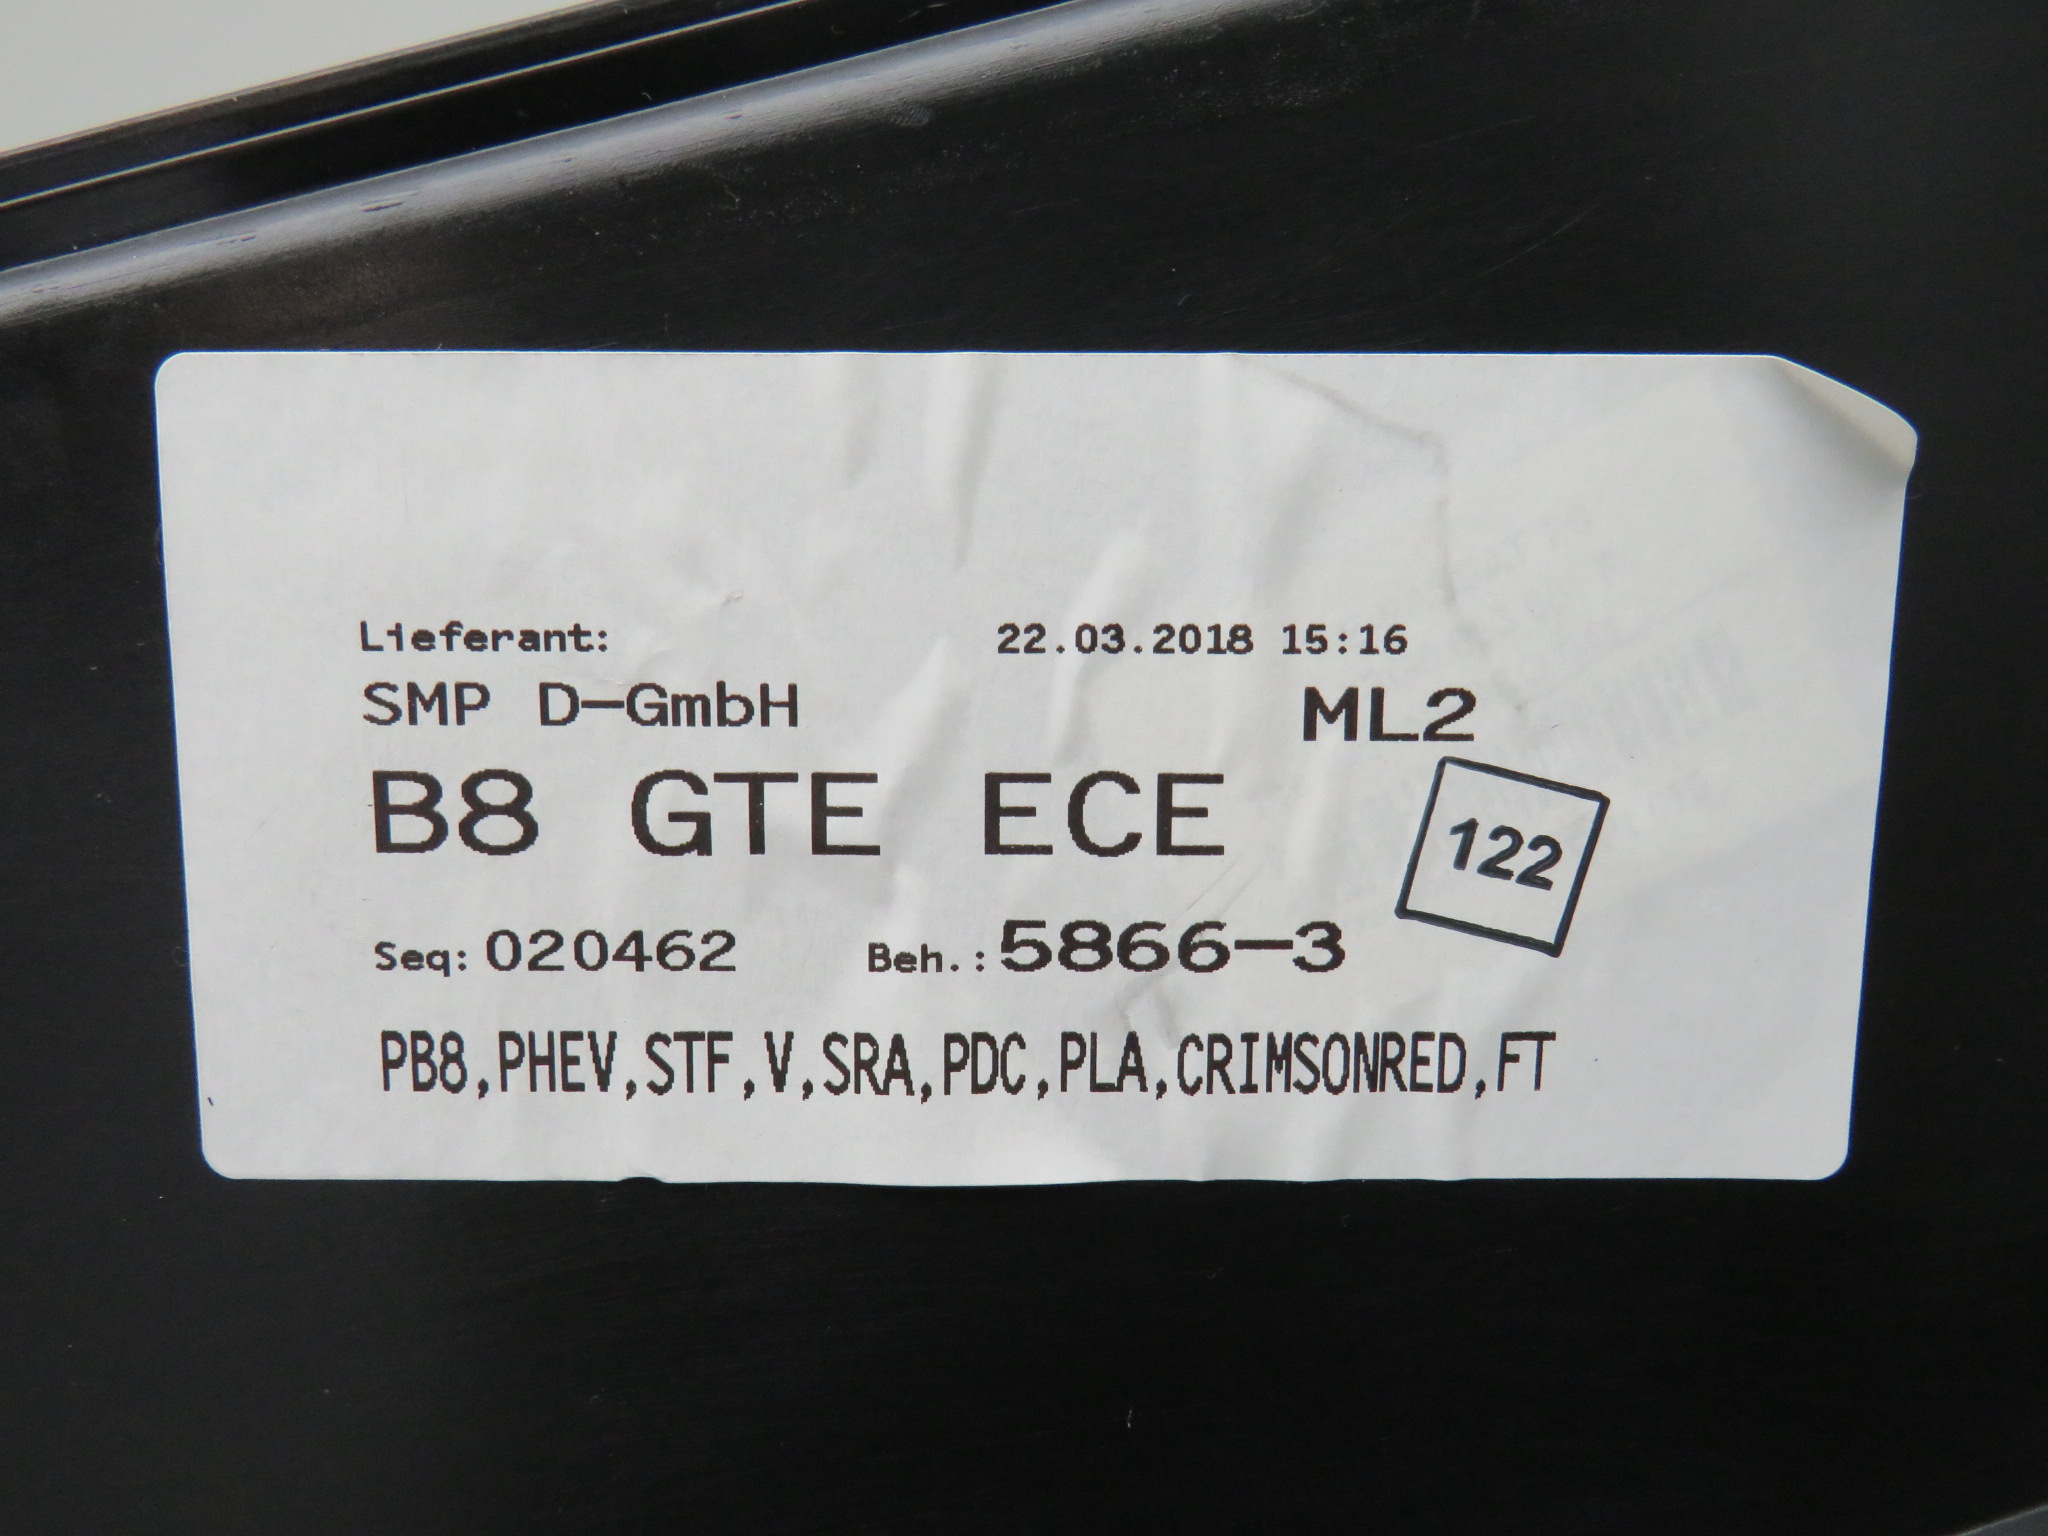 Lieferant: 22.03.2018 15:16
SMP D-GmbH ML2
B8 GTE ECE
122
Seq: 020462 Beh.: 5866-3
PB8,PHEV,STF,V,SRA,PDC,PLA,CRIMSONRED,FT